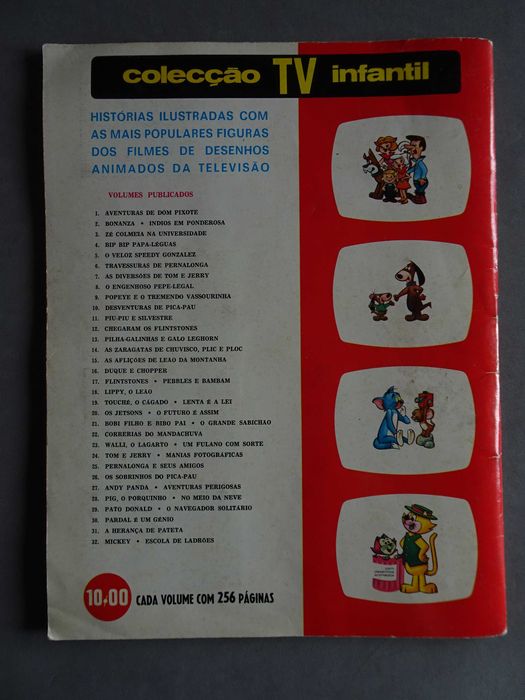 colecção TV infantil
HISTÓRIAS ILUSTRADAS COM
AS MAIS POPULARES FIGURAS
DOS FILMES DE DESENHOS
ANIMADOS DA TELEVISÃO
VOLUMES PUBLICADOS
1. AVENTURAS DE DOM PIXOTE
2. BONANZA • INDIOS EM PONDEROSA
3. ZÉ COLMEIA NA UNIVERSIDADE
4. BIP BIP PAPA-LÉGUAS
5. O VELOZ SPEEDY GONZALEZ
6. TRAVESSURAS DE PERNALONGA
7. AS DIVERSÕES DE TOM E JERRY
8. O ENGENHOSO PEPE-LEGAL
9. POPEYE E O TREMENDO VASSOURINHA
10. DESVENTURAS DE PICA-PAU
11. PIU-PIU E SILVESTRE
12. CHEGARAM OS FLINTSTONES
13. PILHA-GALINHAS E GALO LEGHORN
14. AS ZARAGATAS DE CHUVISCO, PLIC E PLOC
15. AS AFLIÇÕES DE LEAO DA MONTANHA
16. DUQUE E CHOPPER
17. FLINTSTONES • PEBBLES E BAMBAM
18. LIPPY, O LEAO
19. TOUCHÉ, O CÁGADO • LENTA É A LEI
20. OS JETSONS • O FUTURO É ASSIM
21. BOBI FILHO E BIBO PAI • O GRANDE SABICHAO
22. CORRERIAS DO MANDACHUVA
23. WALLI, O LAGARTO • UM FULANO COM SORTE
24. TOM E JERRY • MANIAS FOTOGRAFICAS
25. PERNALONGA E SEUS AMIGOS
26. OS SOBRINHOS DO PICA-PAU
27. ANDY PANDA • AVENTURAS PERIGOSAS
28. PIG, O PORQUINHO • NO MEIO DA NEVE
29. PATO DONALD • O NAVEGADOR SOLITÁRIO
30. PARDAL É UM GÉNIO
31. A HERANÇA DE PATETA
32. MICKEY • ESCOLA DE LADRÕES
10$00 CADA VOLUME COM 256 PÁGINAS